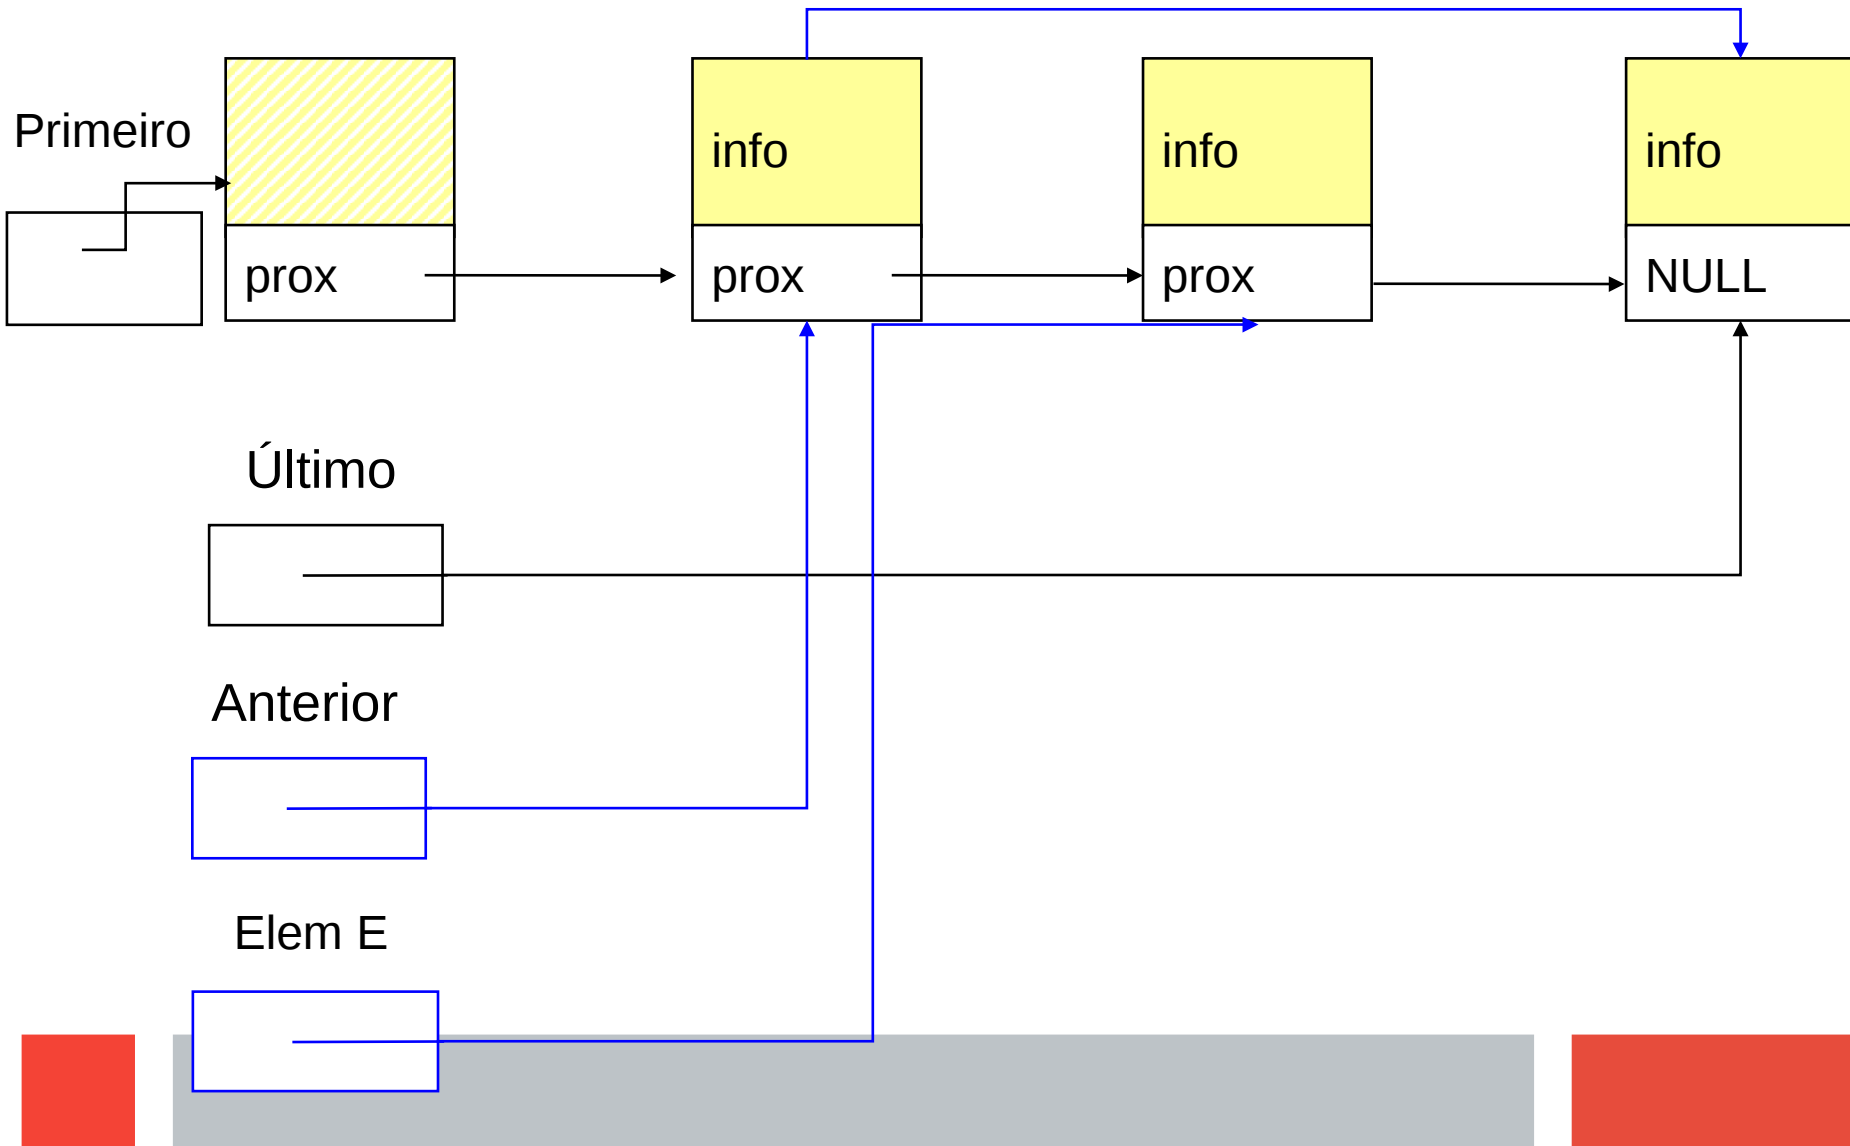 Primeiro
info
info
info
prox
prox
prox
NULL
Último
Anterior
Elem E